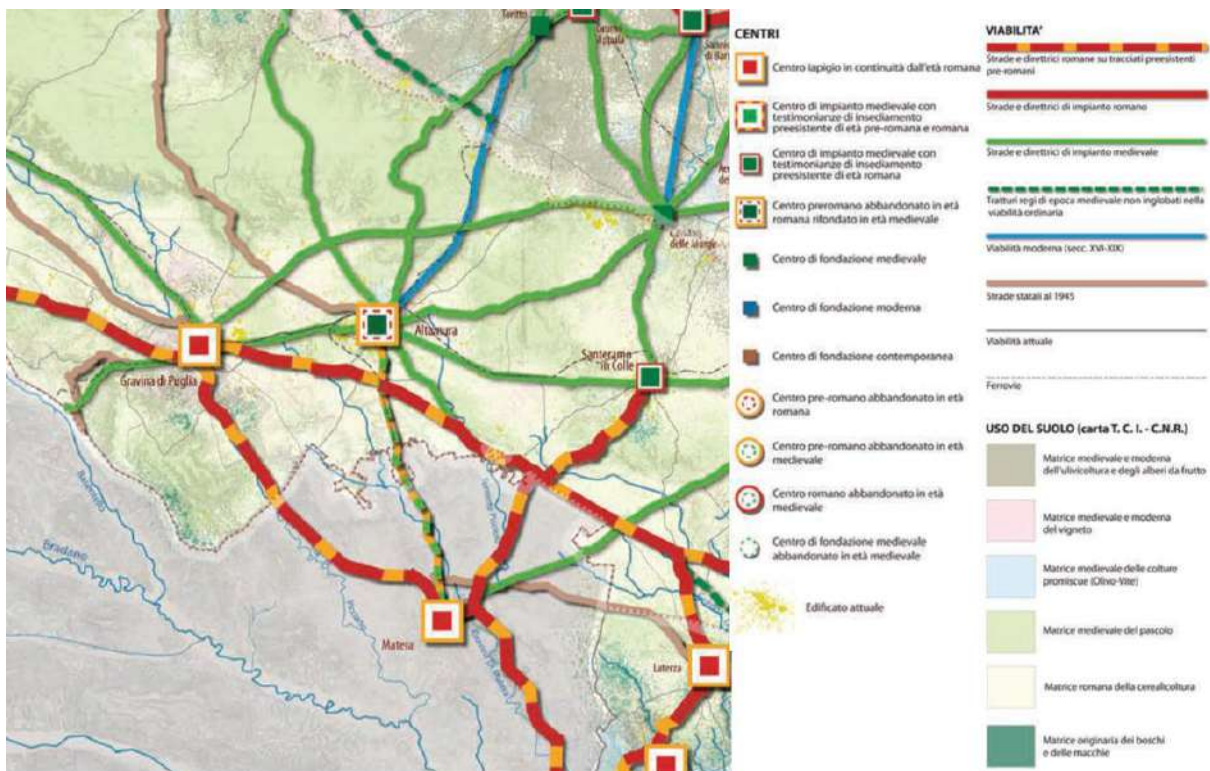 Toritto
Altamura
Gravina di Puglia
Santeramo
in Colle
Bradano
Matera
Laterza
CENTRI
Centro Iapigio in continuità dall'età romana
Centro di impianto medievale con
testimonianze di insediamento
preesistente di età pre-romana e romana
Centro di impianto medievale con
testimonianze di insediamento
preesistente di età romana
Centro preromano abbandonato in età
romana rifondato in età medievale
Centro di fondazione medievale
Centro di fondazione moderna
Centro di fondazione contemporanea
Centro pre-romano abbandonato in età
romana
Centro pre-romano abbandonato in età
medievale
Centro romano abbandonato in età
medievale
Centro di fondazione medievale
abbandonato in età medievale
Edificato attuale
VIABILITA'
Strade e direttrici romane su tracciati preesistenti
pre-romani
Strade e direttrici di impianto romano
Strade e direttrici di impianto medievale
Tratturi regi di epoca medievale non inglobati nella
viabilità ordinaria
Viabilità moderna (secc. XVI-XIX)
Strade statali al 1945
Viabilità attuale
Ferrovie
USO DEL SUOLO (carta T. C. I. - C.N.R.)
Matrice medievale e moderna
dell'ulivicoltura e degli alberi da frutto
Matrice medievale e moderna
del vigneto
Matrice medievale delle colture
promiscue (Olivo-Vite)
Matrice medievale del pascolo
Matrice romana della cerealicoltura
Matrice originaria dei boschi
e delle macchie